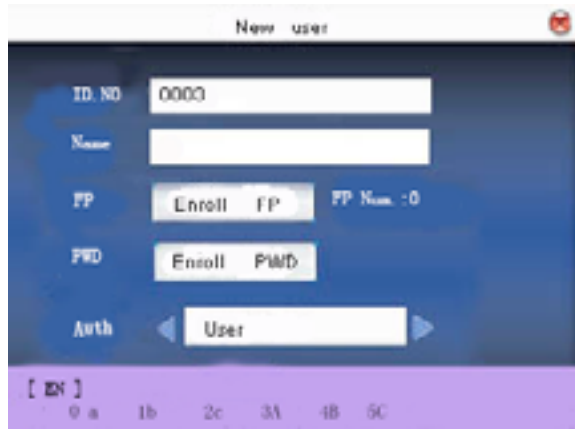 New user
ID.NO 0003
Name
FP Enroll FP FP Num. :0
PWD Enroll PWD
Auth User
[ EN ]
0 a 1b 2c 3A 4B 5C